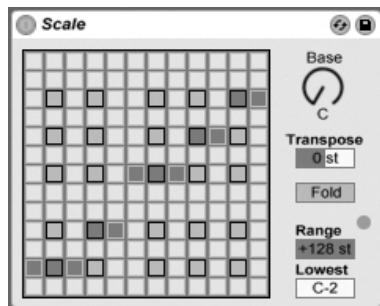 Scale
Base
C
Transpose
0 st
Fold
Range
+128 st
Lowest
C-2